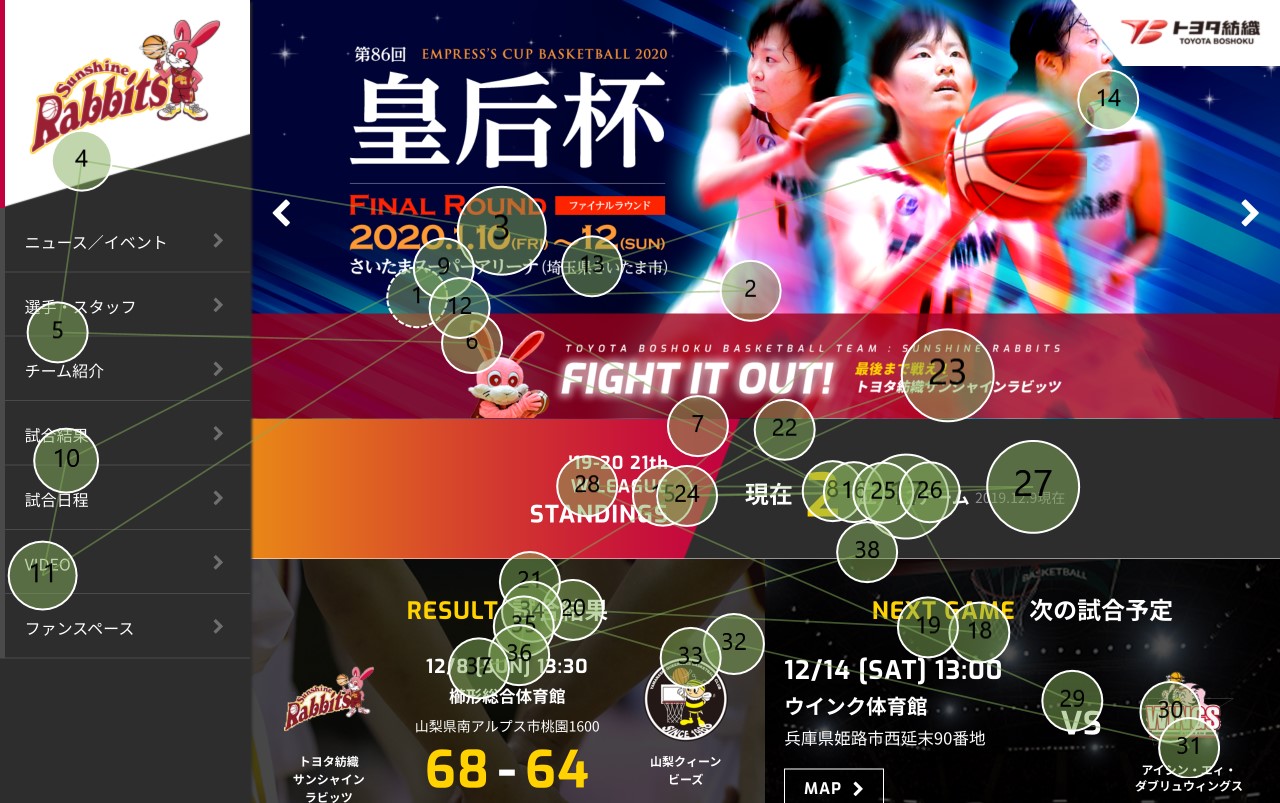 Sunshine
Rabbits
ニュース／イベント
選手・スタッフ
チーム紹介
試合結果
試合日程
VIDEO
ファンスペース
トヨタ紡織
TOYOTA BOSHOKU
第86回 EMPRESS'S CUP BASKETBALL 2020
皇后杯
FINAL ROUND ファイナルラウンド
2020.1.10(FRI)～12(SUN)
さいたまスーパーアリーナ(埼玉県さいたま市)
TOYOTA BOSHOKU BASKETBALL TEAM : SUNSHINE RABBITS
FIGHT IT OUT!
最後まで戦え
トヨタ紡織サンシャインラビッツ
'19-20 21th
W LEAGUE
STANDINGS
現在 2 ム 2019.12.9現在
RESULT 試合結果
12/8 [SUN] 13:30
櫛形総合体育館
山梨県南アルプス市桃園1600
68 - 64
Sunshine
Rabbits
トヨタ紡織
サンシャイン
ラビッツ
SINCE 1966
山梨クィーン
ビーズ
BASKETBALL
NEXT GAME 次の試合予定
12/14 [SAT] 13:00
ウインク体育館
兵庫県姫路市西延末90番地
MAP
VS
WINGS
アイシン・エィ・
ダブリュウィングス
1
2
3
4
5
6
7
8
9
10
11
12
13
14
5
16
18
19
20
21
22
23
24
25
26
27
28
29
30
31
32
33
34
35
36
37
38